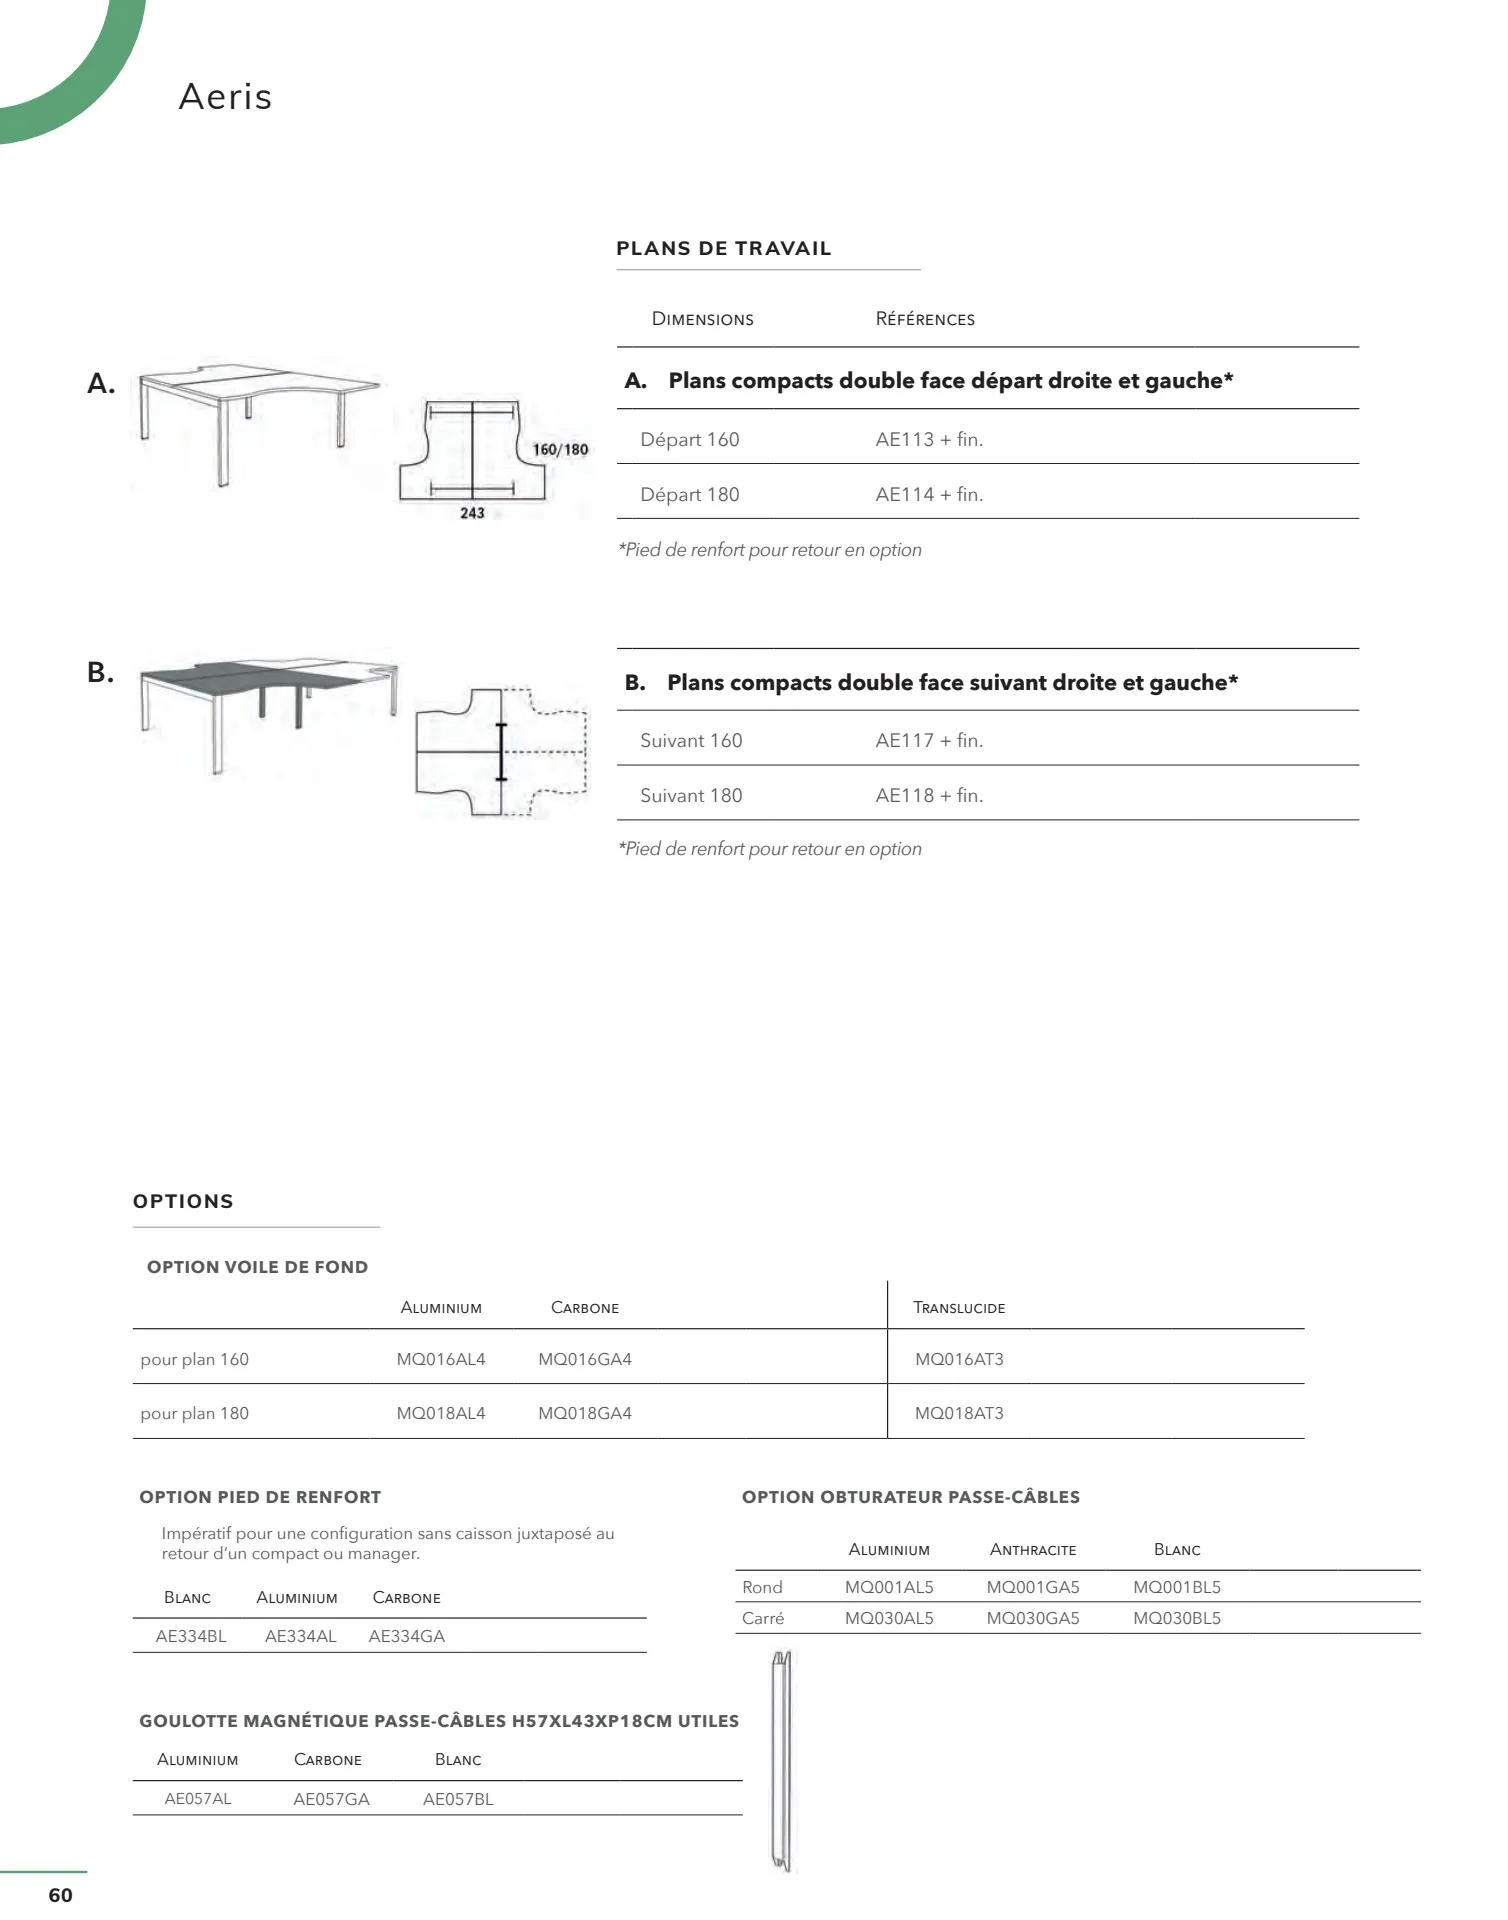 Aeris
PLANS DE TRAVAIL
DIMENSIONS RÉFÉRENCES
A.
160/180
243
A. Plans compacts double face départ droite et gauche*
Départ 160 AE113 + fin.
Départ 180 AE114 + fin.
*Pied de renfort pour retour en option
B.
B. Plans compacts double face suivant droite et gauche*
Suivant 160 AE117 + fin.
Suivant 180 AE118 + fin.
*Pied de renfort pour retour en option
OPTIONS
OPTION VOILE DE FOND
ALUMINIUM CARBONE TRANSLUCIDE
pour plan 160 MQ016AL4 MQ016GA4 MQ016AT3
pour plan 180 MQ018AL4 MQ018GA4 MQ018AT3
OPTION PIED DE RENFORT
Impératif pour une configuration sans caisson juxtaposé au
retour d’un compact ou manager.
BLANC ALUMINIUM CARBONE
AE334BL AE334AL AE334GA
OPTION OBTURATEUR PASSE-CÂBLES
ALUMINIUM ANTHRACITE BLANC
Rond MQ001AL5 MQ001GA5 MQ001BL5
Carré MQ030AL5 MQ030GA5 MQ030BL5
GOULOTTE MAGNÉTIQUE PASSE-CÂBLES H57XL43XP18CM UTILES
ALUMINIUM CARBONE BLANC
AE057AL AE057GA AE057BL
60